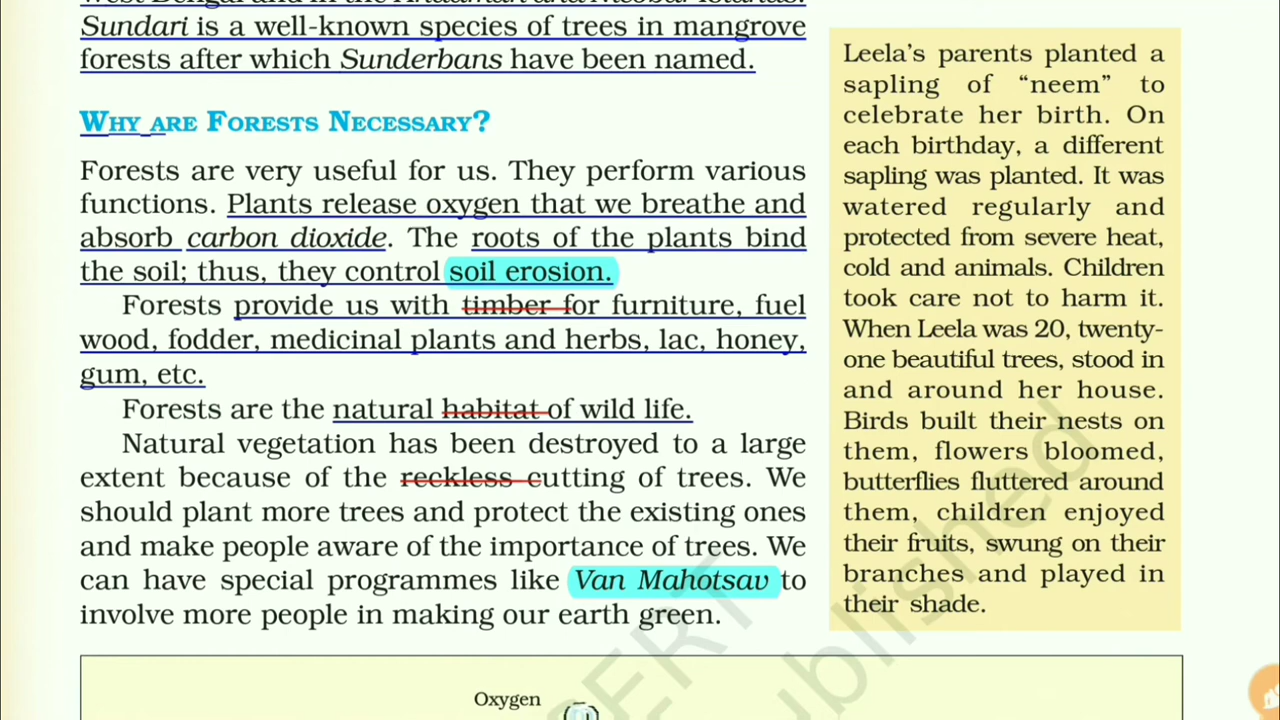 West Bengal and in the Andaman and Nicobar Islands.
Sundari is a well-known species of trees in mangrove
forests after which Sunderbans have been named.
WHY ARE FORESTS NECESSARY?
Forests are very useful for us. They perform various
functions. Plants release oxygen that we breathe and
absorb carbon dioxide. The roots of the plants bind
the soil; thus, they control soil erosion.
Forests provide us with timber for furniture, fuel
wood, fodder, medicinal plants and herbs, lac, honey,
gum, etc.
Forests are the natural habitat of wild life.
Natural vegetation has been destroyed to a large
extent because of the reckless cutting of trees. We
should plant more trees and protect the existing ones
and make people aware of the importance of trees. We
can have special programmes like Van Mahotsav to
involve more people in making our earth green.
Leela's parents planted a
sapling of “neem” to
celebrate her birth. On
each birthday, a different
sapling was planted. It was
watered regularly and
protected from severe heat,
cold and animals. Children
took care not to harm it.
When Leela was 20, twenty-
one beautiful trees, stood in
and around her house.
Birds built their nests on
them, flowers bloomed,
butterflies fluttered around
them, children enjoyed
their fruits, swung on their
branches and played in
their shade.
Oxygen
published